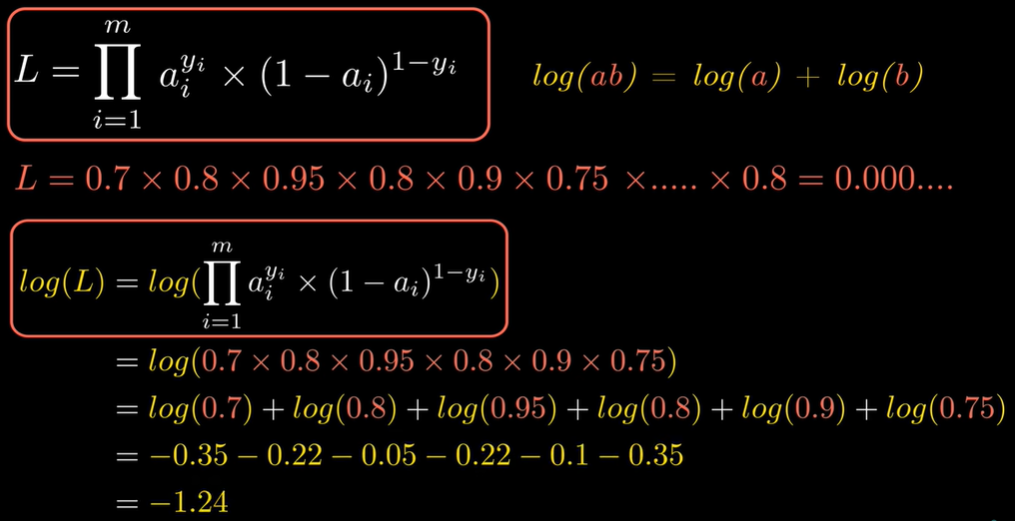 L = ∏_{i=1}^{m} a_i^{y_i} × (1 − a_i)^{1−y_i}
log(ab) = log(a) + log(b)
L = 0.7 × 0.8 × 0.95 × 0.8 × 0.9 × 0.75 ×..... × 0.8 = 0.000....
log(L) = log(∏_{i=1}^{m} a_i^{y_i} × (1 − a_i)^{1−y_i})
= log(0.7 × 0.8 × 0.95 × 0.8 × 0.9 × 0.75)
= log(0.7) + log(0.8) + log(0.95) + log(0.8) + log(0.9) + log(0.75)
= −0.35 − 0.22 − 0.05 − 0.22 − 0.1 − 0.35
= −1.24